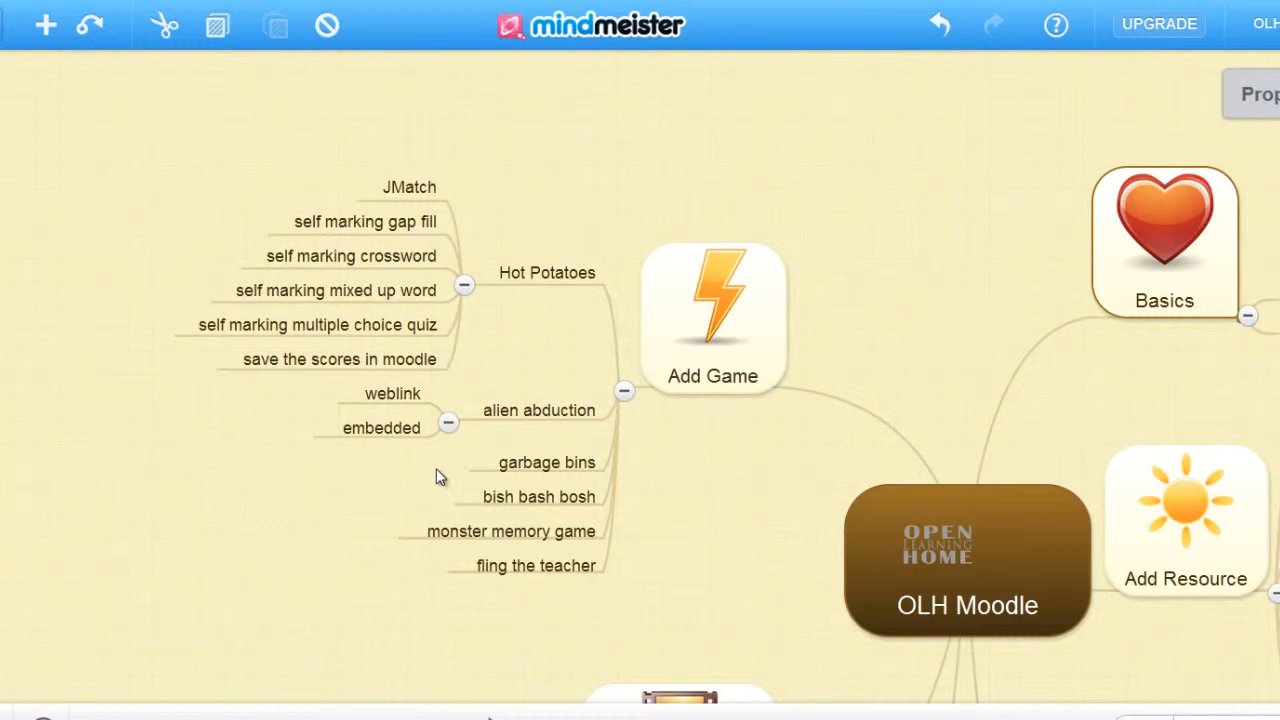 mindmeister
UPGRADE
OLH
Prop
JMatch
self marking gap fill
self marking crossword
self marking mixed up word
self marking multiple choice quiz
save the scores in moodle
Hot Potatoes
weblink
embedded
alien abduction
garbage bins
bish bash bosh
monster memory game
fling the teacher
Add Game
Basics
OPEN
LEARNING
HOME
OLH Moodle
Add Resource